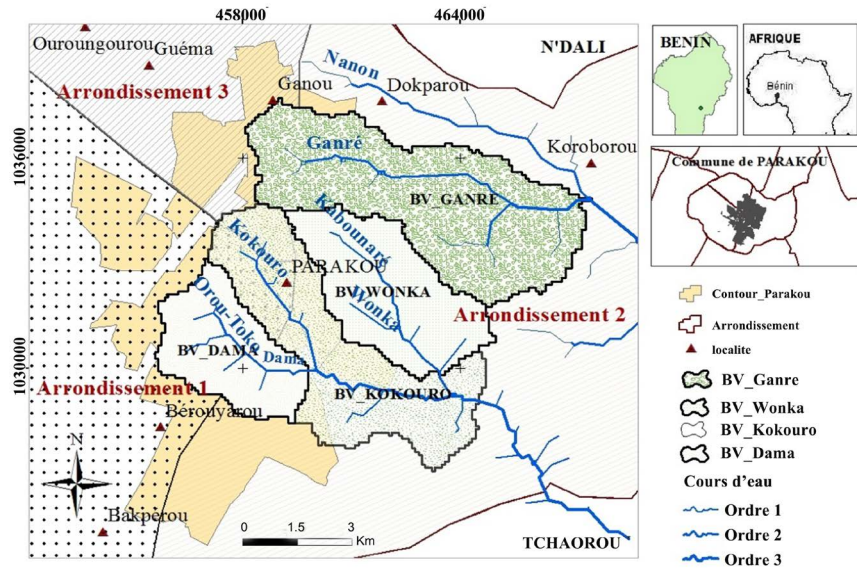 458000
464000
N'DALI
BENIN
AFRIQUE
Bénin
Ouroungourou
Guéma
Nanon
Arrondissement 3
Ganou
Dokparou
1036000
Ganré
Koroborou
Commune de PARAKOU
BV_GANRE
Kabounaré
Kokouro
PARAKOU
BV_WONKA
Wonka
Orou-Toko
Arrondissement 2
BV_DAMA
Dama
1030000
Arrondissement 1
BV_KOKOURO
Bérouyarou
N
Bakpérou
0 1.5 3
Km
TCHAOROU
Contour_Parakou
Arrondissement
localite
BV_Ganre
BV_Wonka
BV_Kokouro
BV_Dama
Cours d'eau
Ordre 1
Ordre 2
Ordre 3